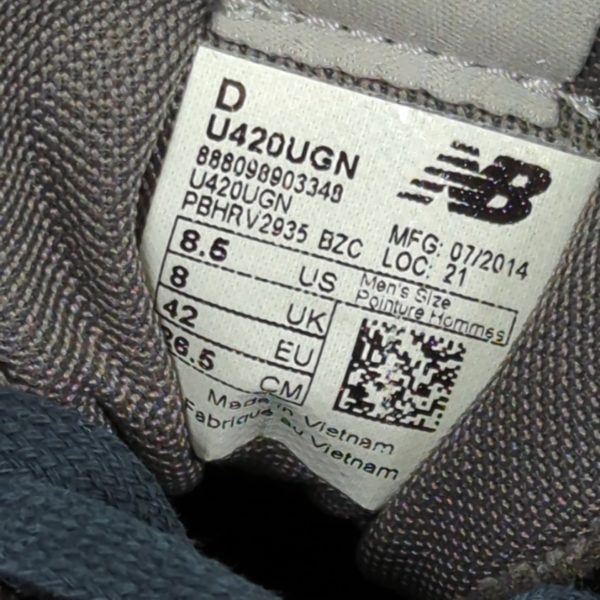 D
U420UGN
888098903348
U420UGN
PBHRV2935 BZC
NB
MFG: 07/2014
LOC: 21
8.5 US Men's Size
Pointure Hommes
8 UK
42 EU
26.5 CM
Made in Vietnam
Fabriqué au Vietnam